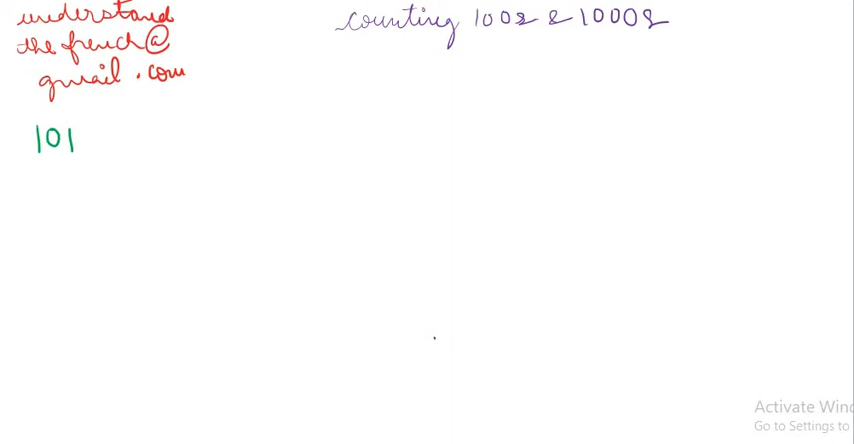 understand
the french@
gmail.com
counting 100s & 1000s
101
Activate Wind
Go to Settings to